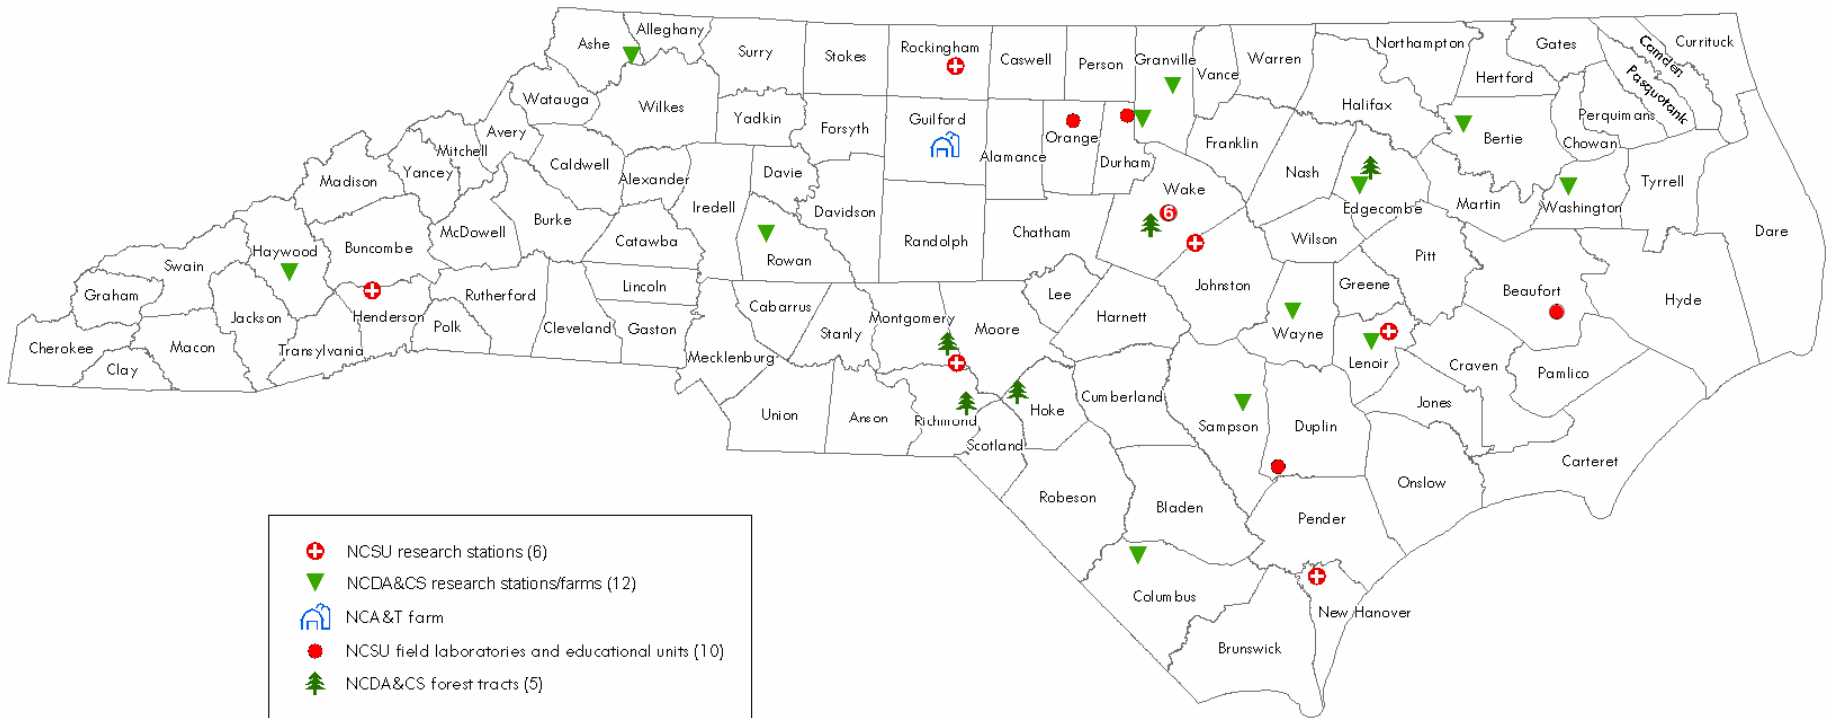 Alleghany
Ashe
Surry
Stokes
Rockingham
Caswell
Person
Granville
Vance
Warren
Northampton
Gates
Camden
Currituck
Hertford
Pasquotank
Watauga
Wilkes
Yadkin
Forsyth
Guilford
Alamance
Orange
Durham
Franklin
Halifax
Bertie
Perquimans
Chowan
Avery
Mitchell
Caldwell
Alexander
Davie
Nash
Madison
Yancey
Iredell
Davidson
Wake
6
Edgecombe
Martin
Washington
Tyrrell
Dare
Burke
McDowell
Catawba
Rowan
Randolph
Chatham
Wilson
Pitt
Haywood
Buncombe
Swain
Graham
Jackson
Henderson
Rutherford
Polk
Lincoln
Cleveland
Gaston
Cabarrus
Stanly
Montgomery
Moore
Lee
Harnett
Johnston
Greene
Wayne
Lenoir
Beaufort
Hyde
Cherokee
Macon
Transylvania
Clay
Mecklenburg
Craven
Pamlico
Jones
Union
Anson
Richmond
Hoke
Scotland
Cumberland
Sampson
Duplin
Carteret
Onslow
Robeson
Bladen
Pender
Columbus
New Hanover
Brunswick
NCSU research stations (6)
NCDA&CS research stations/farms (12)
NCA&T farm
NCSU field laboratories and educational units (10)
NCDA&CS forest tracts (5)